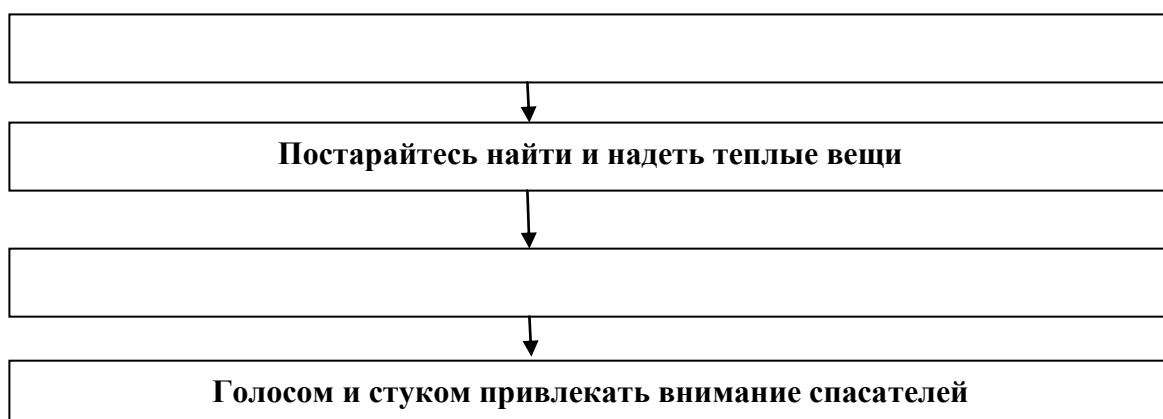 Постарайтесь найти и надеть теплые вещи
Голосом и стуком привлекать внимание спасателей